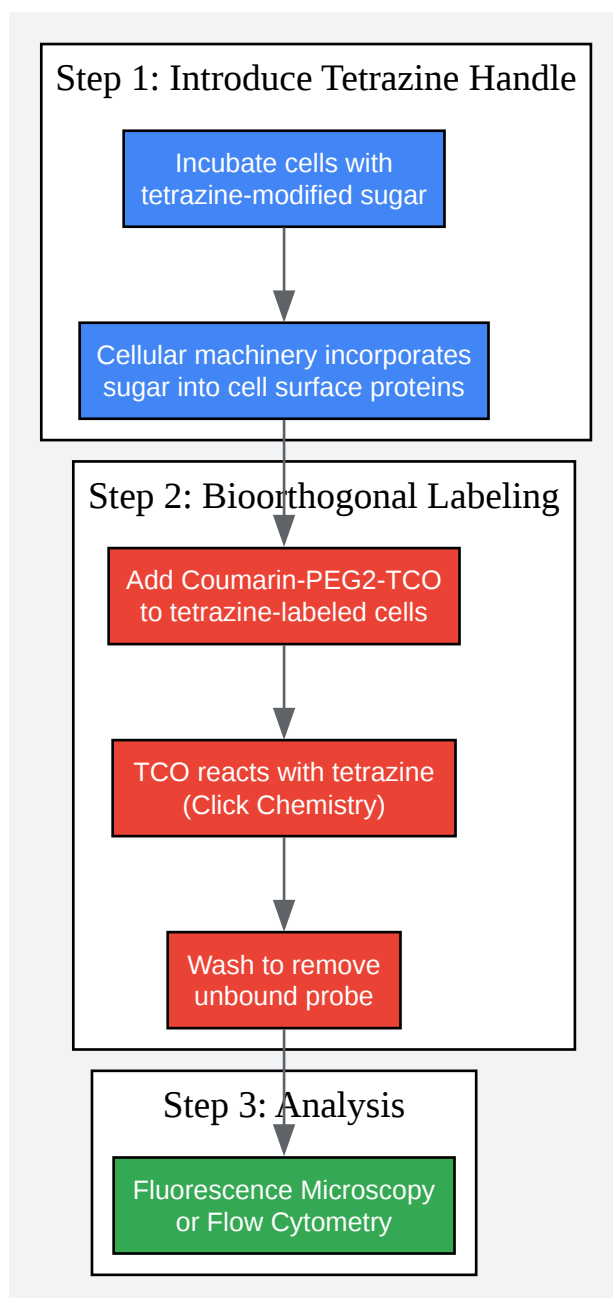 Step 1: Introduce Tetrazine Handle
Incubate cells with
tetrazine-modified sugar
Cellular machinery incorporates
sugar into cell surface proteins
Step 2: Bioorthogonal Labeling
Add Coumarin-PEG2-TCO
to tetrazine-labeled cells
TCO reacts with tetrazine
(Click Chemistry)
Wash to remove
unbound probe
Step 3: Analysis
Fluorescence Microscopy
or Flow Cytometry